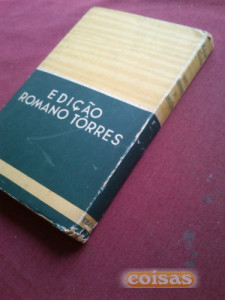 EDIÇÃO
ROMANO TORRES
coisas